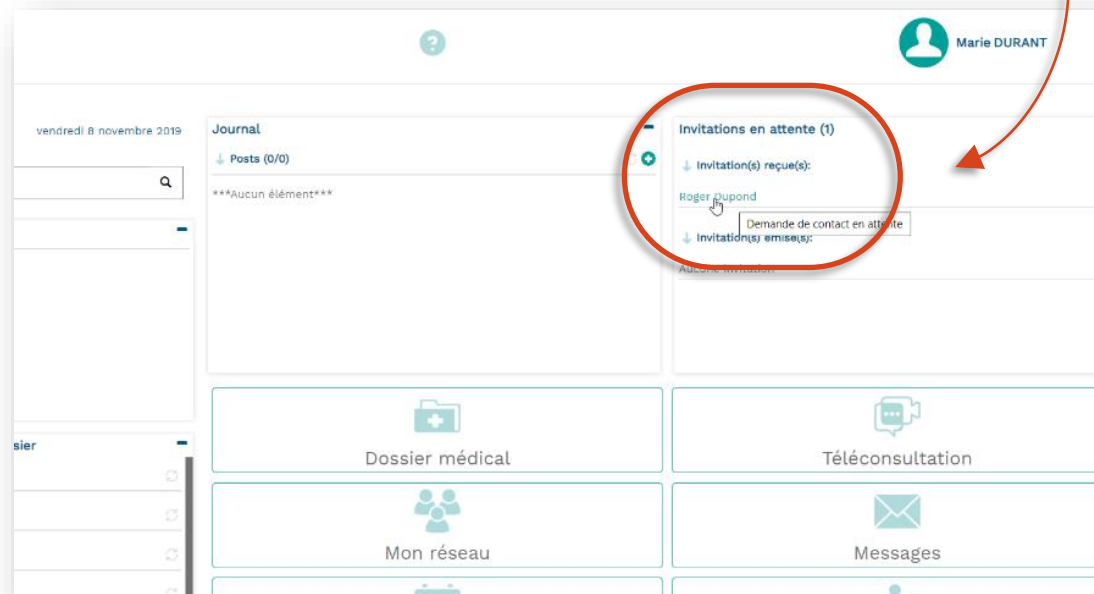 ?
Marie DURANT
vendredi 8 novembre 2019
Journal
Posts (0/0)
***Aucun élément***
Invitations en attente (1)
Invitation(s) reçue(s):
Roger Dupond
Demande de contact en attente
Invitation(s) émise(s):
Aucune invitation
sier
Dossier médical
Téléconsultation
Mon réseau
Messages